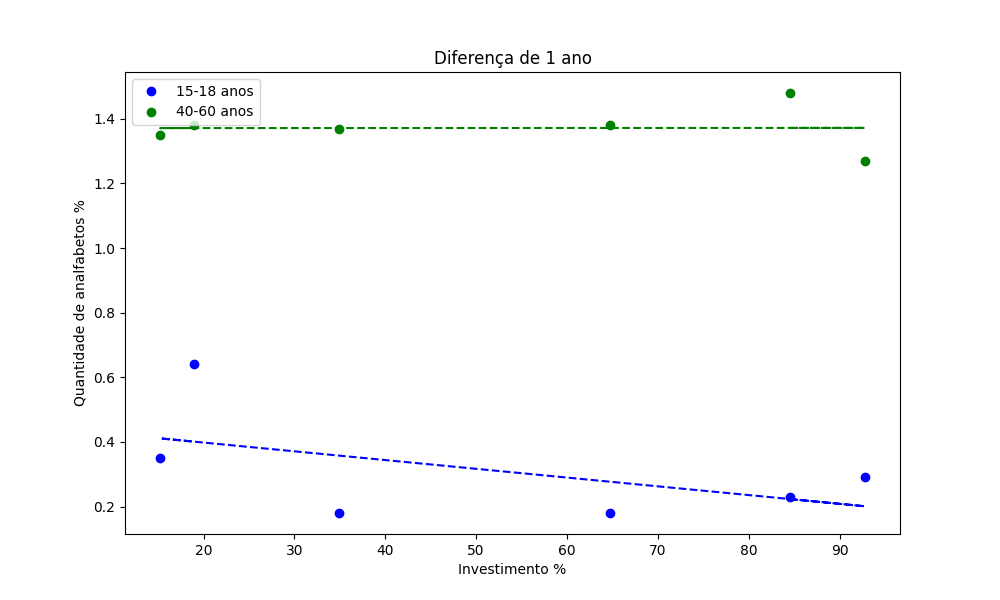 Diferença de 1 ano
15-18 anos
40-60 anos
Quantidade de analfabetos %
1.4
1.2
1.0
0.8
0.6
0.4
0.2
20 30 40 50 60 70 80 90
Investimento %